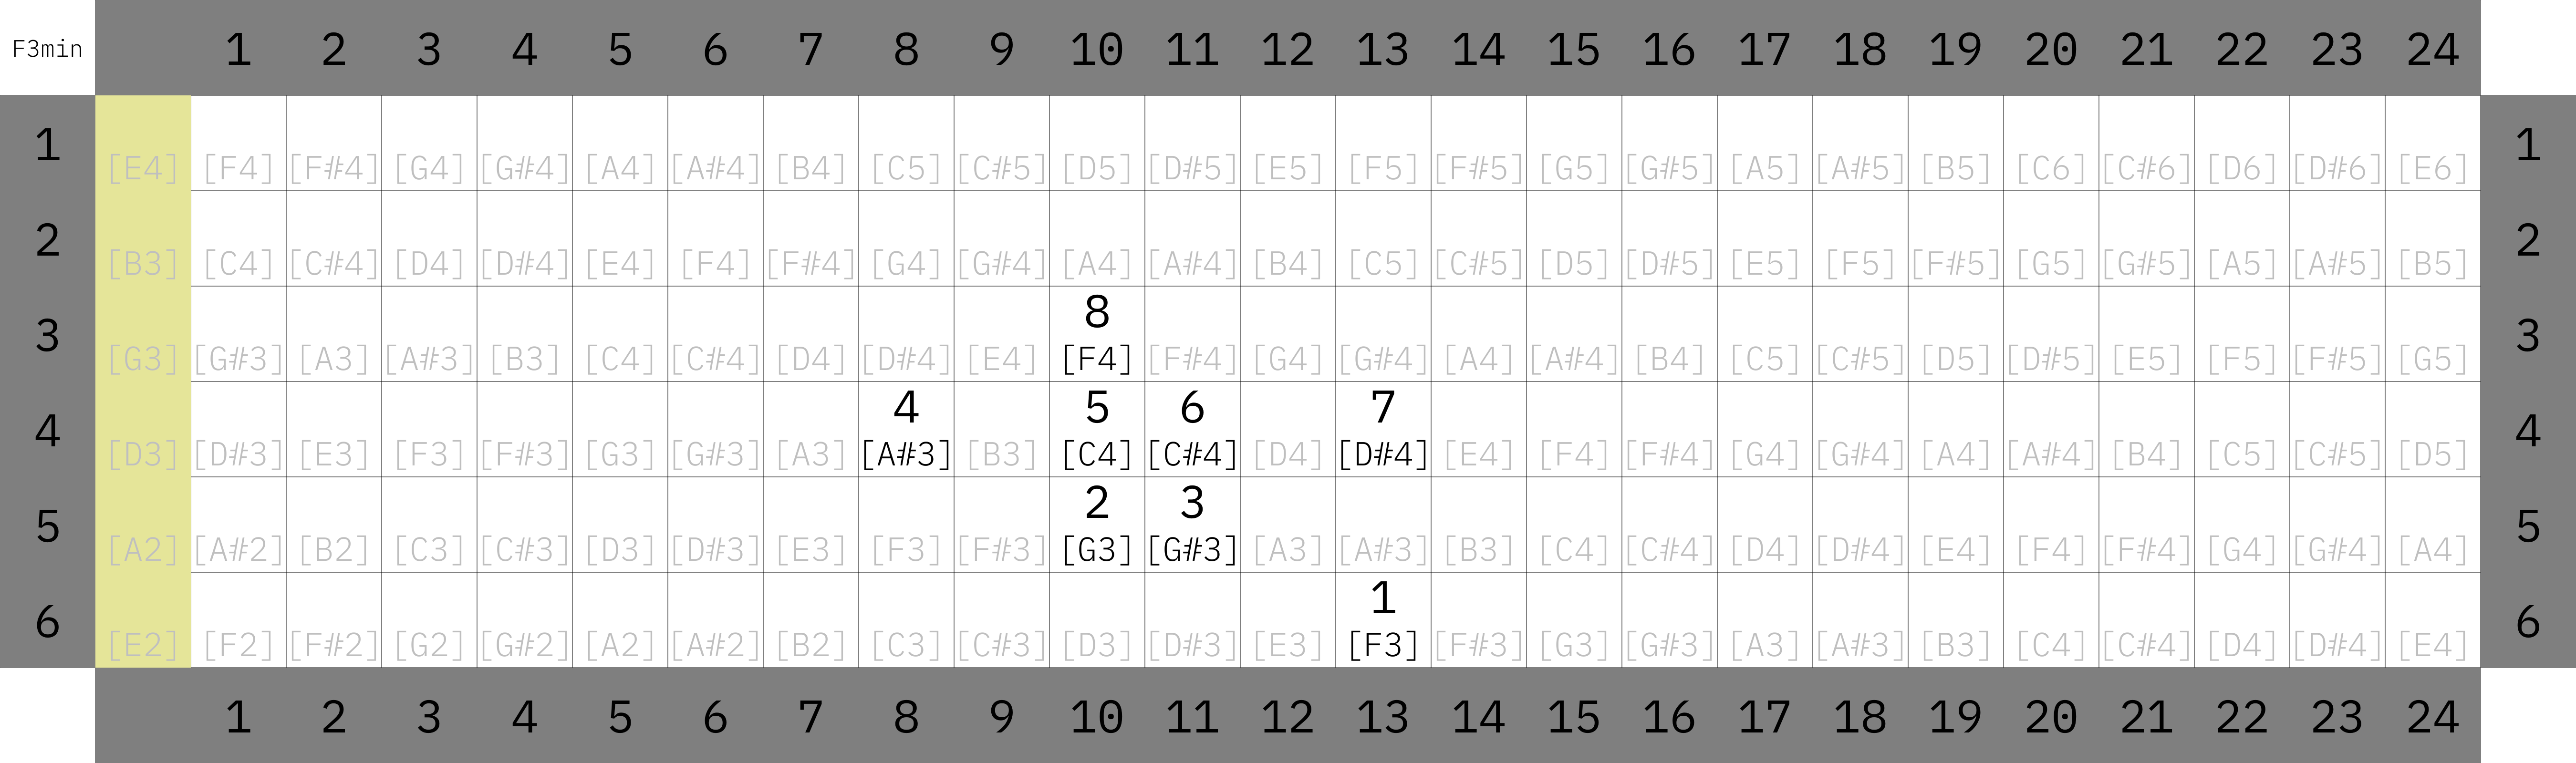 F3min 1 2 3 4 5 6 7 8 9 10 11 12 13 14 15 16 17 18 19 20 21 22 23 24
1 [E4] [F4] [F#4] [G4] [G#4] [A4] [A#4] [B4] [C5] [C#5] [D5] [D#5] [E5] [F5] [F#5] [G5] [G#5] [A5] [A#5] [B5] [C6] [C#6] [D6] [D#6] [E6] 1
2 [B3] [C4] [C#4] [D4] [D#4] [E4] [F4] [F#4] [G4] [G#4] [A4] [A#4] [B4] [C5] [C#5] [D5] [D#5] [E5] [F5] [F#5] [G5] [G#5] [A5] [A#5] [B5] 2
8
3 [G3] [G#3] [A3] [A#3] [B3] [C4] [C#4] [D4] [D#4] [E4] [F4] [F#4] [G4] [G#4] [A4] [A#4] [B4] [C5] [C#5] [D5] [D#5] [E5] [F5] [F#5] [G5] 3
4 5 6 7
4 [D3] [D#3] [E3] [F3] [F#3] [G3] [G#3] [A3] [A#3] [B3] [C4] [C#4] [D4] [D#4] [E4] [F4] [F#4] [G4] [G#4] [A4] [A#4] [B4] [C5] [C#5] [D5] 4
2 3
5 [A2] [A#2] [B2] [C3] [C#3] [D3] [D#3] [E3] [F3] [F#3] [G3] [G#3] [A3] [A#3] [B3] [C4] [C#4] [D4] [D#4] [E4] [F4] [F#4] [G4] [G#4] [A4] 5
1
6 [E2] [F2] [F#2] [G2] [G#2] [A2] [A#2] [B2] [C3] [C#3] [D3] [D#3] [E3] [F3] [F#3] [G3] [G#3] [A3] [A#3] [B3] [C4] [C#4] [D4] [D#4] [E4] 6
1 2 3 4 5 6 7 8 9 10 11 12 13 14 15 16 17 18 19 20 21 22 23 24